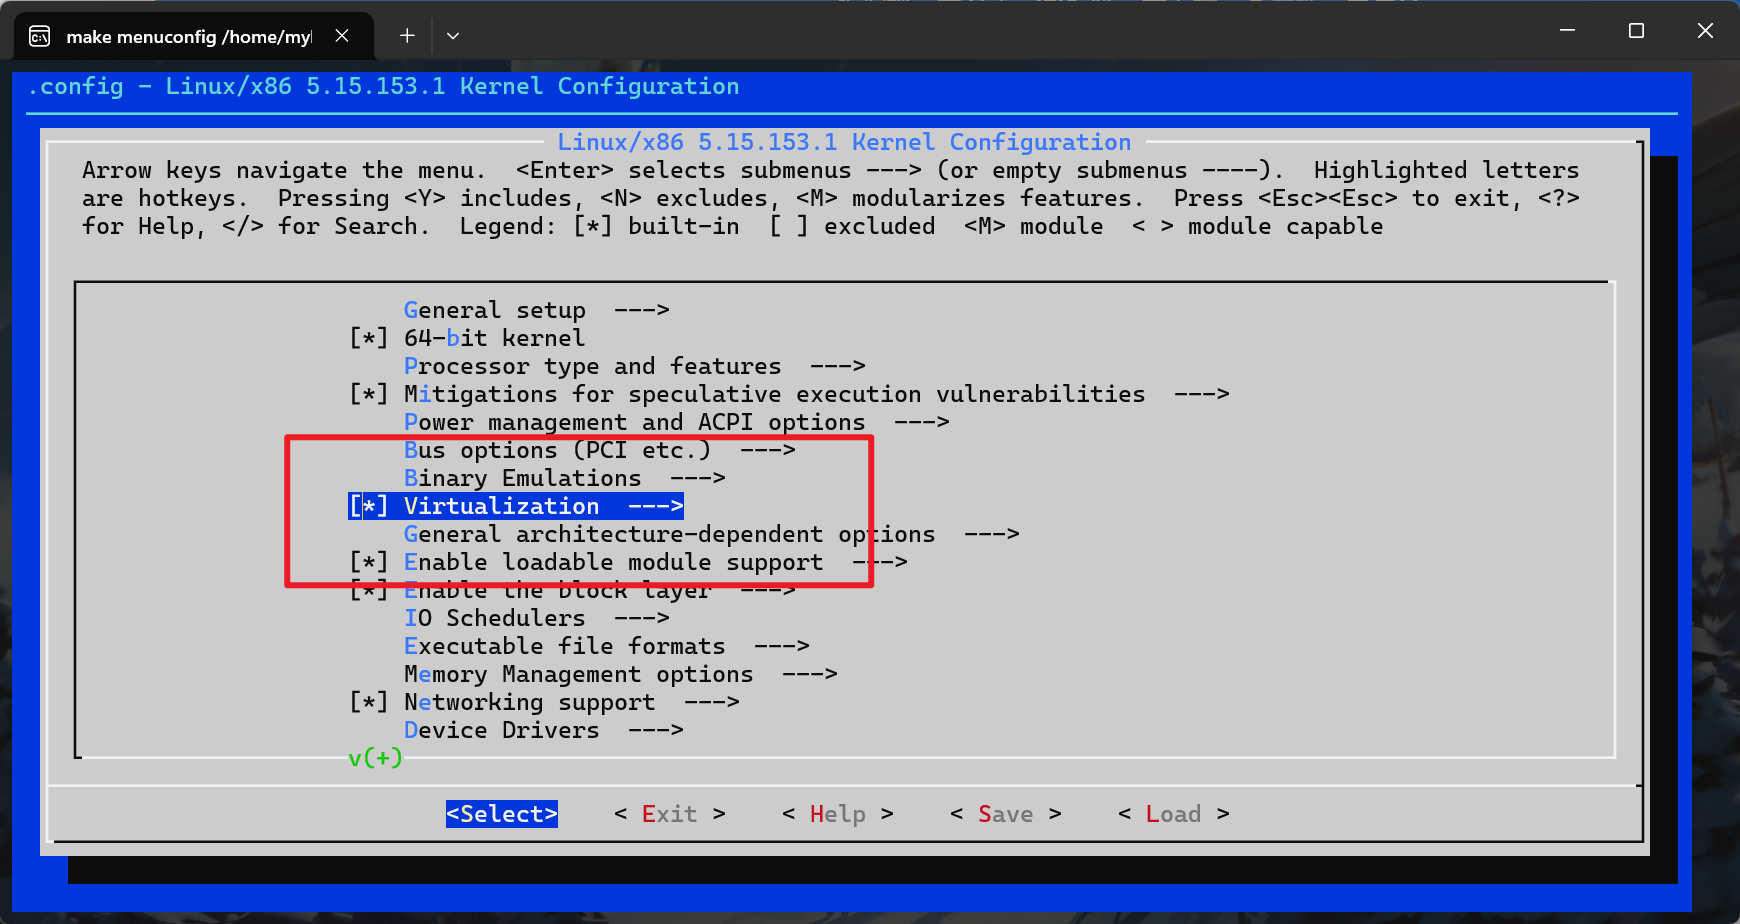 make menuconfig /home/my
.config - Linux/x86 5.15.153.1 Kernel Configuration
Linux/x86 5.15.153.1 Kernel Configuration
Arrow keys navigate the menu.  <Enter> selects submenus ---> (or empty submenus ----).  Highlighted letters
are hotkeys.  Pressing <Y> includes, <N> excludes, <M> modularizes features.  Press <Esc><Esc> to exit, <?>
for Help, </> for Search.  Legend: [*] built-in  [ ] excluded  <M> module  < > module capable
General setup  --->
[*] 64-bit kernel
Processor type and features  --->
[*] Mitigations for speculative execution vulnerabilities  --->
Power management and ACPI options  --->
Bus options (PCI etc.)  --->
Binary Emulations  --->
[*] Virtualization  --->
General architecture-dependent options  --->
[*] Enable loadable module support  --->
[*] Enable the block layer  --->
IO Schedulers  --->
Executable file formats  --->
Memory Management options  --->
[*] Networking support  --->
Device Drivers  --->
v(+)
<Select>    < Exit >    < Help >    < Save >    < Load >